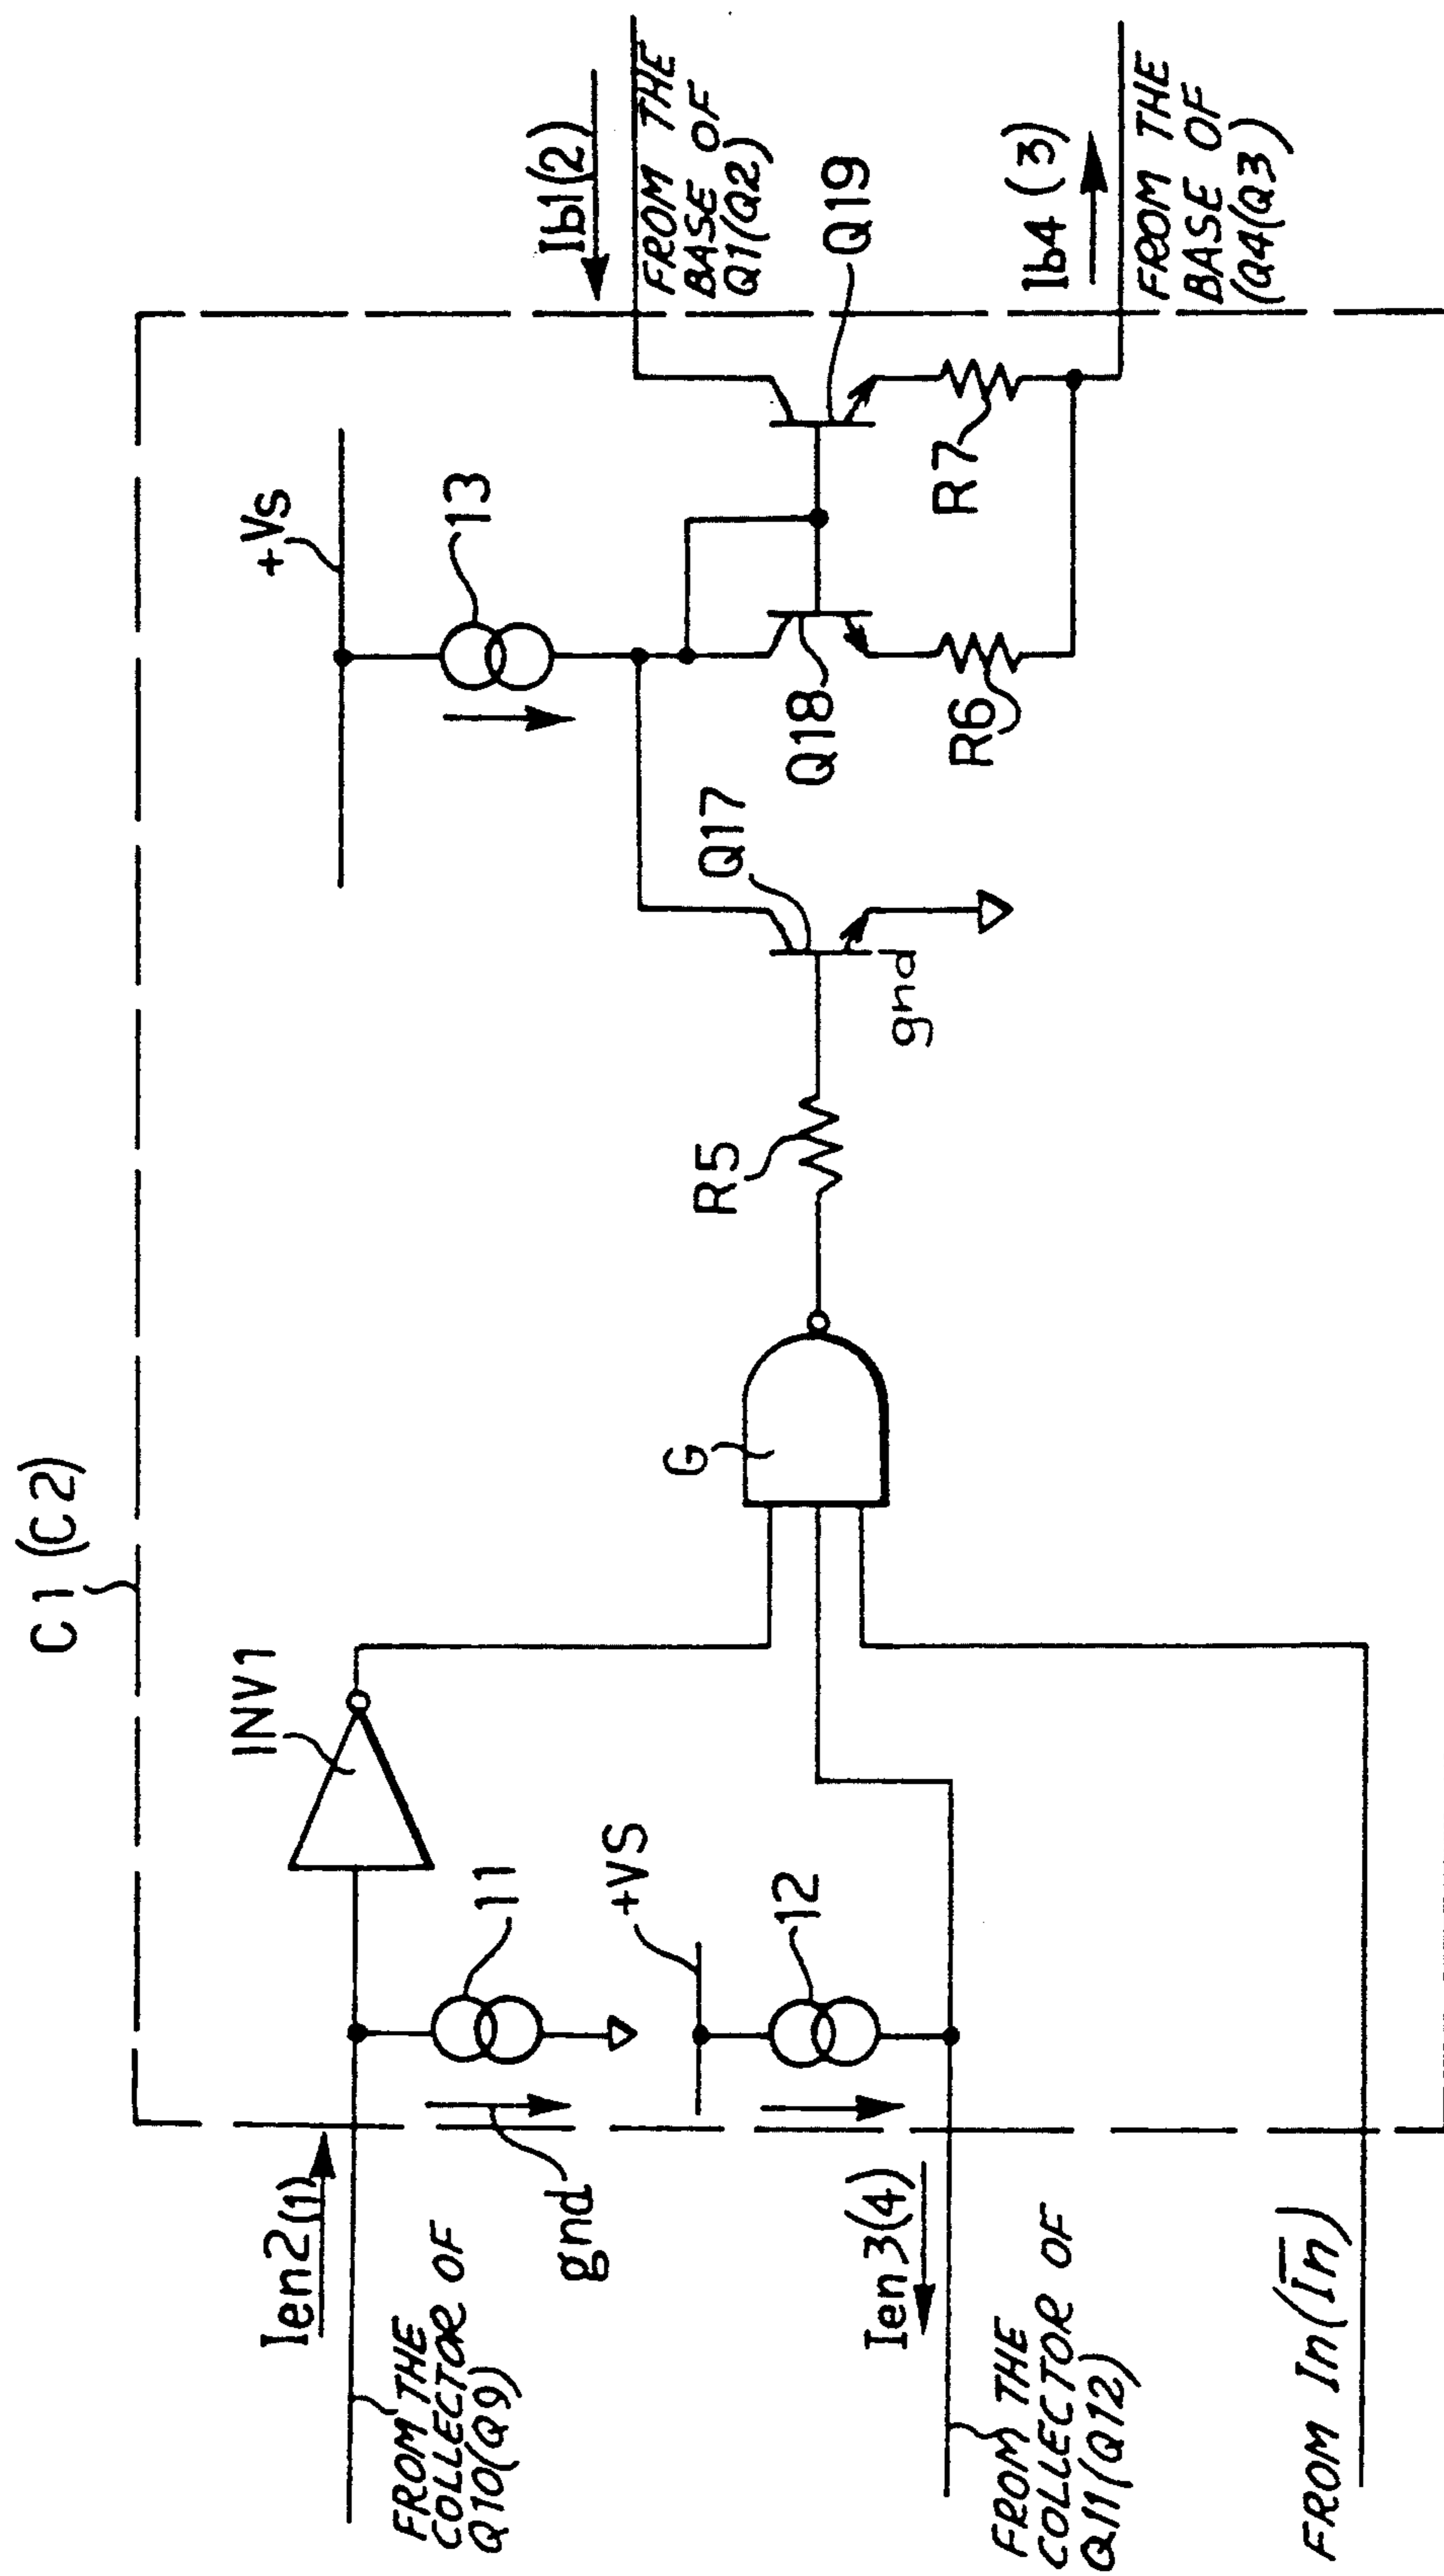 C1(C2)
+Vs
13
Ib1(2)
FROM THE
BASE OF
Q1(Q2)
Q19
Q18
Q17
R7
R6
Ib4 (3)
FROM THE
BASE OF
(Q4(Q3)
gnd
R5
G
INV1
11
+VS
12
Ien2(1)
FROM THE
COLLECTOR OF
Q10(Q9)
gnd
Ien3(4)
FROM THE
COLLECTOR OF
Q11(Q12)
FROM In(I̅n̅)